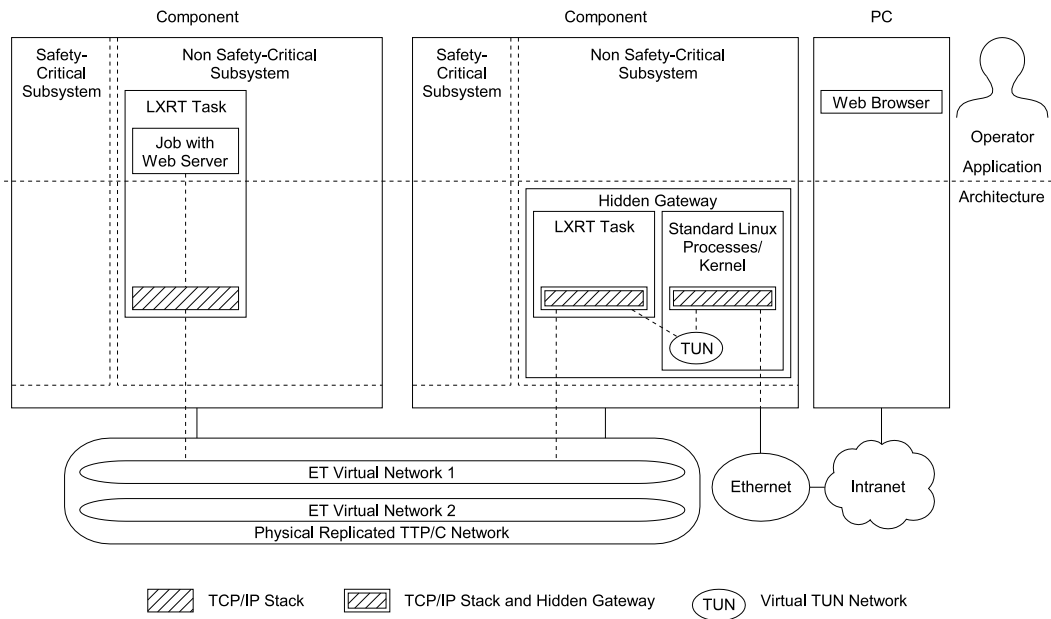 Component
Component
PC
Safety-
Critical
Subsystem
Non Safety-Critical
Subsystem
LXRT Task
Job with
Web Server
Safety-
Critical
Subsystem
Non Safety-Critical
Subsystem
Web Browser
Operator
Application
Architecture
Hidden Gateway
LXRT Task
Standard Linux
Processes/
Kernel
TUN
ET Virtual Network 1
ET Virtual Network 2
Physical Replicated TTP/C Network
Ethernet
Intranet
TCP/IP Stack
TCP/IP Stack and Hidden Gateway
TUN
Virtual TUN Network